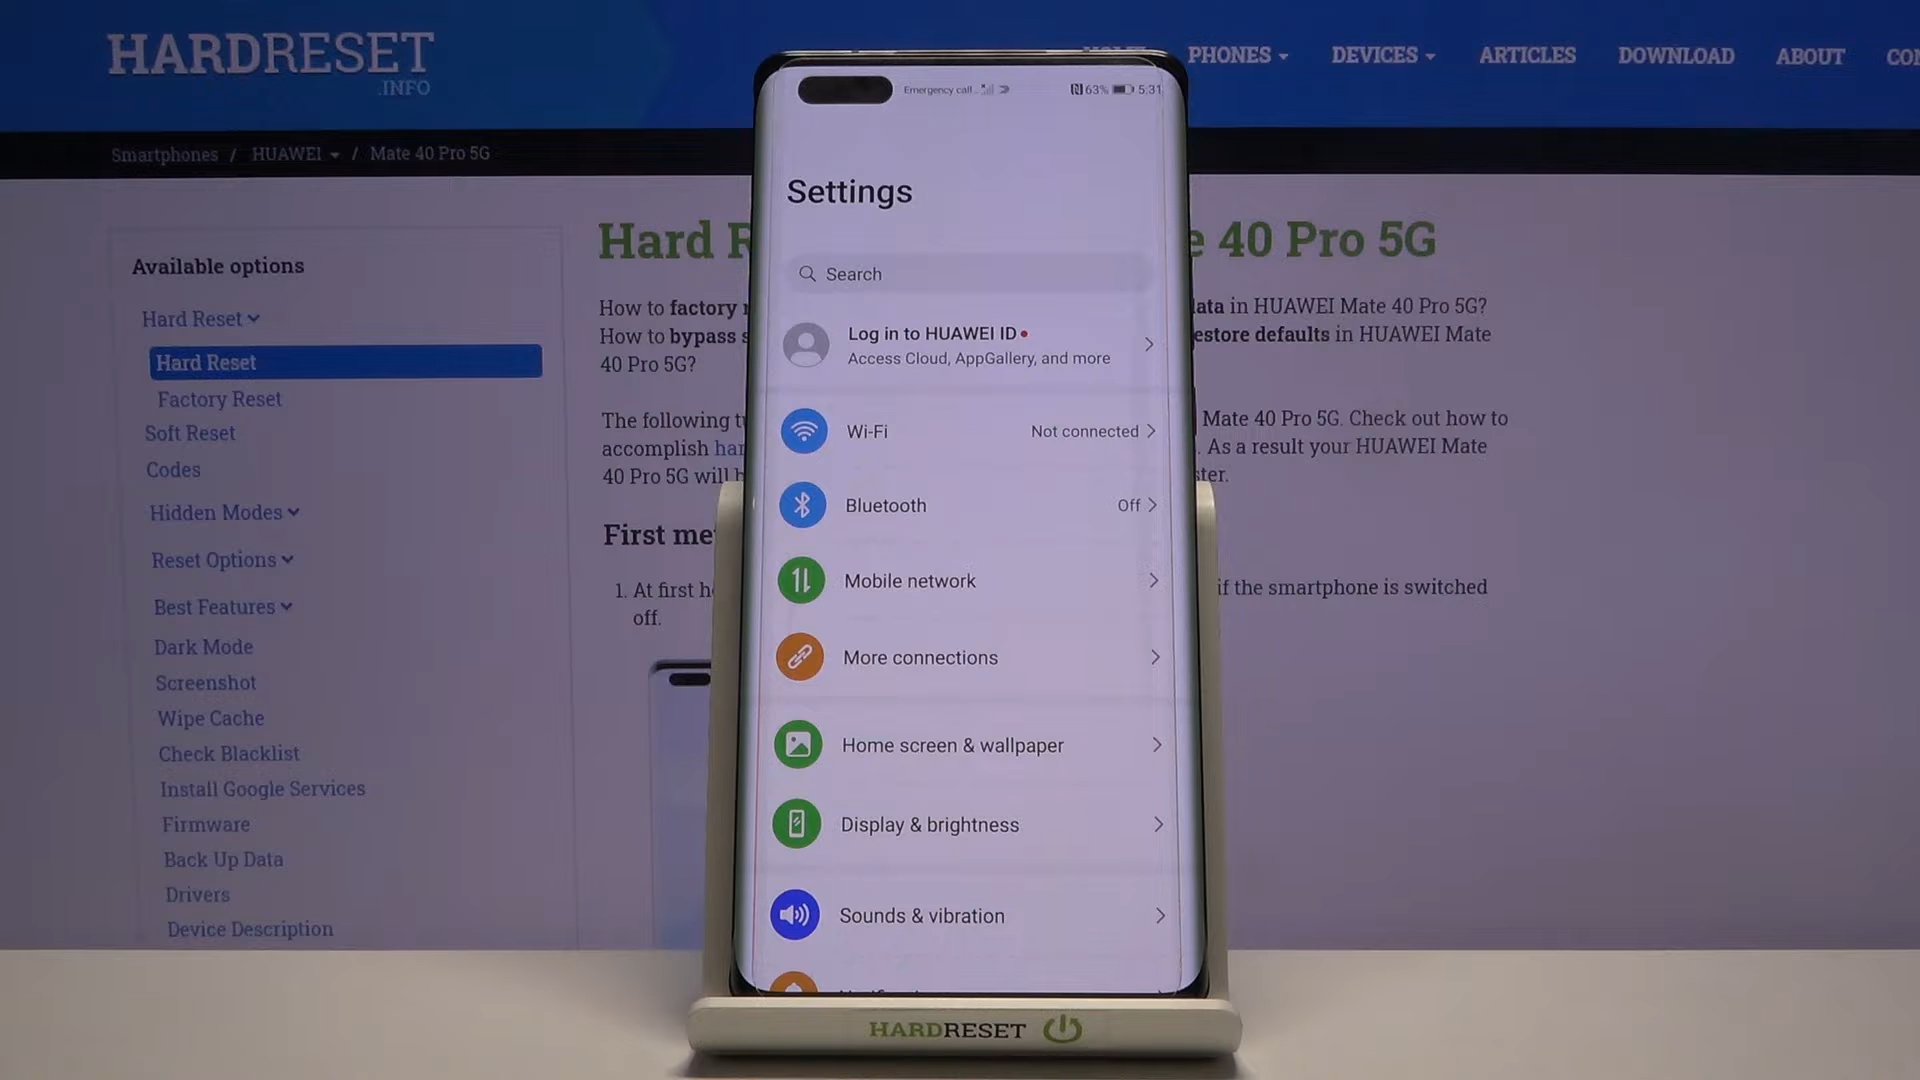 HARDRESET
.INFO
PHONES
DEVICES
ARTICLES
DOWNLOAD
ABOUT
Smartphones / HUAWEI / Mate 40 Pro 5G
Available options
Hard Reset
Hard Reset
Factory Reset
Soft Reset
Codes
Hidden Modes
Reset Options
Best Features
Dark Mode
Screenshot
Wipe Cache
Check Blacklist
Install Google Services
Firmware
Back Up Data
Drivers
Device Description
Hard
40 Pro 5G
How to factory
in HUAWEI Mate 40 Pro 5G?
How to bypass
defaults in HUAWEI Mate
40 Pro 5G?
The following
Mate 40 Pro 5G. Check out how to
accomplish
. As a result your HUAWEI Mate
40 Pro 5G will
First
1. At first
if the smartphone is switched
off.
Emergency call...
63% 5:31
Settings
Search
Log in to HUAWEI ID
Access Cloud, AppGallery, and more
Wi-Fi Not connected
Bluetooth Off
Mobile network
More connections
Home screen & wallpaper
Display & brightness
Sounds & vibration
HARDRESET